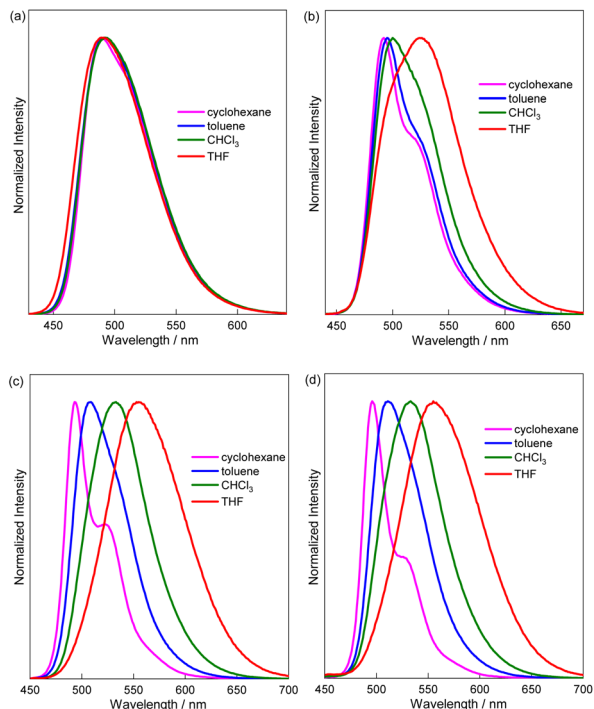 (a)
Normalized Intensity
cyclohexane
toluene
CHCl₃
THF
450 500 550 600
Wavelength / nm
(b)
Normalized Intensity
cyclohexane
toluene
CHCl₃
THF
450 500 550 600 650
Wavelength / nm
(c)
Normalized Intensity
cyclohexane
toluene
CHCl₃
THF
450 500 550 600 650 700
Wavelength / nm
(d)
Normalized Intensity
cyclohexane
toluene
CHCl₃
THF
450 500 550 600 650 700
Wavelength / nm